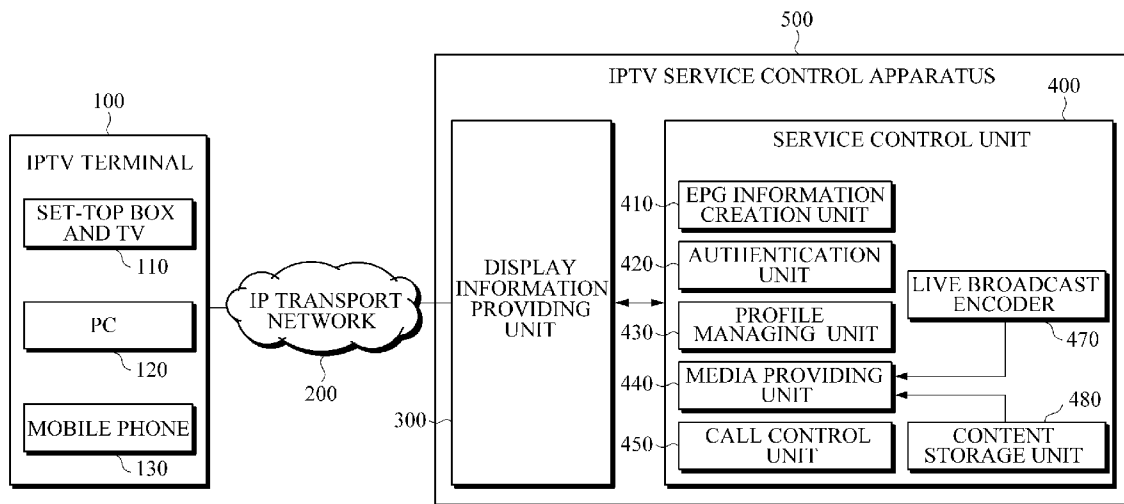 500
IPTV SERVICE CONTROL APPARATUS
100
IPTV TERMINAL
SET-TOP BOX
AND TV
110
PC
120
MOBILE PHONE
130
IP TRANSPORT
NETWORK
200
DISPLAY
INFORMATION
PROVIDING
UNIT
300
400
SERVICE CONTROL UNIT
410
EPG INFORMATION
CREATION UNIT
420
AUTHENTICATION
UNIT
430
PROFILE
MANAGING UNIT
440
MEDIA PROVIDING
UNIT
450
CALL CONTROL
UNIT
LIVE BROADCAST
ENCODER
470
480
CONTENT
STORAGE UNIT